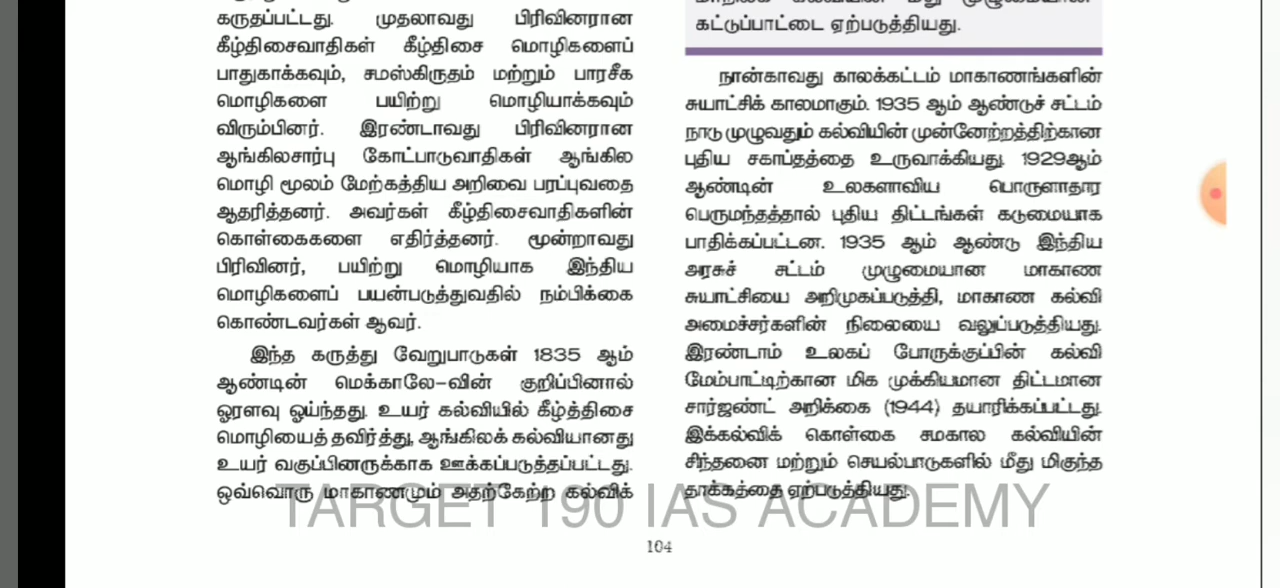 கருதப்பட்டது. முதலாவது பிரிவினரான
கீழ்திசைவாதிகள் கீழ்திசை மொழிகளைப்
பாதுகாக்கவும், சமஸ்கிருதம் மற்றும் பாரசீக
மொழிகளை பயிற்று மொழியாக்கவும்
விரும்பினர். இரண்டாவது பிரிவினரான
ஆங்கிலசார்பு கோட்பாடுவாதிகள் ஆங்கில
மொழி மூலம் மேற்கத்திய அறிவை பரப்புவதை
ஆதரித்தனர். அவர்கள் கீழ்திசைவாதிகளின்
கொள்கைகளை எதிர்த்தனர். மூன்றாவது
பிரிவினர், பயிற்று மொழியாக இந்திய
மொழிகளைப் பயன்படுத்துவதில் நம்பிக்கை
கொண்டவர்கள் ஆவர்.
இந்த கருத்து வேறுபாடுகள் 1835 ஆம்
ஆண்டின் மெக்காலே-வின் குறிப்பினால்
ஓரளவு ஓய்ந்தது. உயர் கல்வியில் கீழ்த்திசை
மொழியைத் தவிர்த்து, ஆங்கிலக் கல்வியானது
உயர் வகுப்பினருக்காக ஊக்கப்படுத்தப்பட்டது.
ஒவ்வொரு மாகாணமும் அதற்கேற்ற கல்விக்
கட்டுப்பாட்டை ஏற்படுத்தியது.
நான்காவது காலக்கட்டம் மாகாணங்களின்
சுயாட்சிக் காலமாகும். 1935 ஆம் ஆண்டுச் சட்டம்
நாடு முழுவதும் கல்வியின் முன்னேற்றத்திற்கான
புதிய சகாப்தத்தை உருவாக்கியது. 1929ஆம்
ஆண்டின் உலகளாவிய பொருளாதார
பெருமந்தத்தால் புதிய திட்டங்கள் கடுமையாக
பாதிக்கப்பட்டன. 1935 ஆம் ஆண்டு இந்திய
அரசுச் சட்டம் முழுமையான மாகாண
சுயாட்சியை அறிமுகப்படுத்தி, மாகாண கல்வி
அமைச்சர்களின் நிலையை வலுப்படுத்தியது.
இரண்டாம் உலகப் போருக்குப்பின் கல்வி
மேம்பாட்டிற்கான மிக முக்கியமான திட்டமான
சார்ஜண்ட் அறிக்கை (1944) தயாரிக்கப்பட்டது.
இக்கல்விக் கொள்கை சமகால கல்வியின்
சிந்தனை மற்றும் செயல்பாடுகளில் மீது மிகுந்த
தாக்கத்தை ஏற்படுத்தியது.
TARGET 190 IAS ACADEMY
104